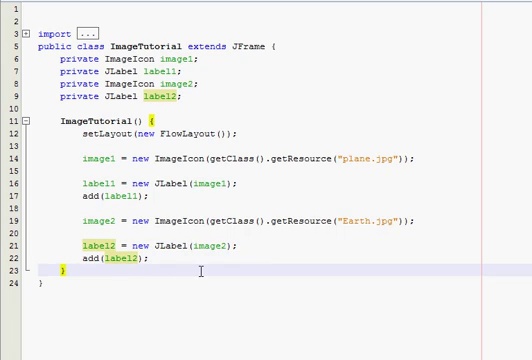 1
2
3 import ...
5 public class ImageTutorial extends JFrame {
6 private ImageIcon image1;
7 private JLabel label1;
8 private ImageIcon image2;
9 private JLabel label2;
10
11 ImageTutorial() {
12 setLayout(new FlowLayout());
13
14 image1 = new ImageIcon(getClass().getResource("plane.jpg"));
15
16 label1 = new JLabel(image1);
17 add(label1);
18
19 image2 = new ImageIcon(getClass().getResource("Earth.jpg"));
20
21 label2 = new JLabel(image2);
22 add(label2);
23 }
24 }